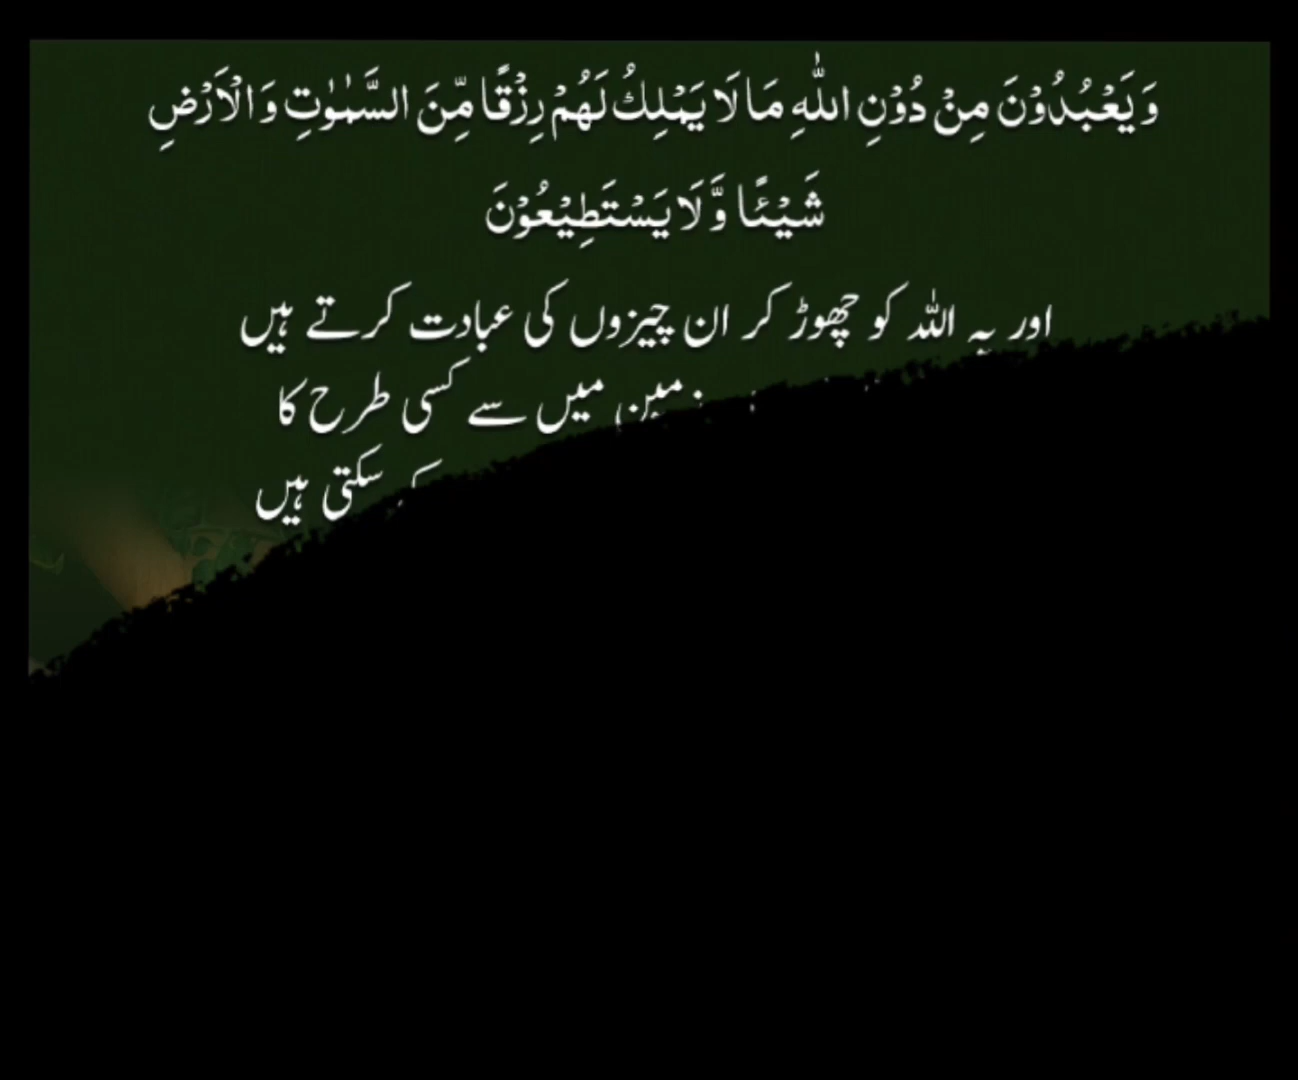 وَيَعْبُدُوْنَ مِنْ دُوْنِ اللّٰهِ مَا لَا يَمْلِكُ لَهُمْ رِزْقًا مِّنَ السَّمٰوٰتِ وَالْاَرْضِ
شَيْـًٔا وَّلَا يَسْتَطِيْعُوْنَ
اور یہ اللہ کو چھوڑ کر ان چیزوں کی عبادت کرتے ہیں
میں سے کسی طرح کا
سکتی ہیں